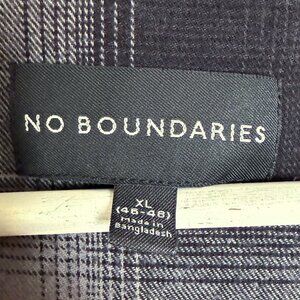 NO BOUNDARIES
XL
(46-48)
Made in
Bangladesh